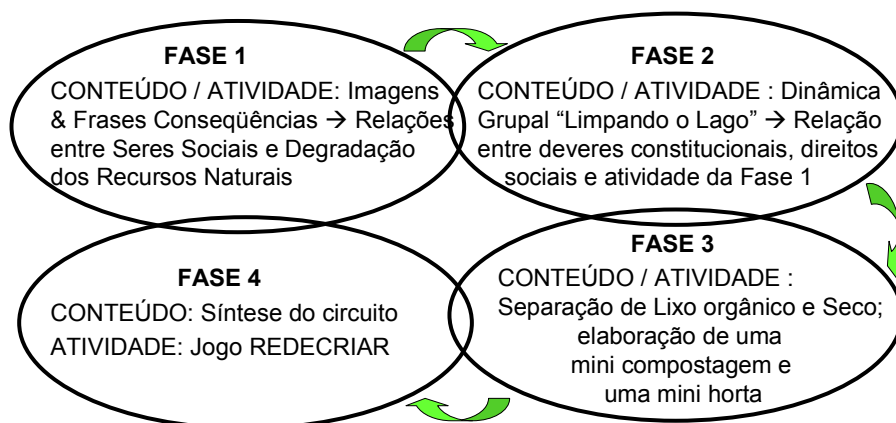 FASE 1
CONTEÚDO / ATIVIDADE: Imagens
& Frases Conseqüências → Relações
entre Seres Sociais e Degradação
dos Recursos Naturais
FASE 2
CONTEÚDO / ATIVIDADE : Dinâmica
Grupal “Limpando o Lago” → Relação
entre deveres constitucionais, direitos
sociais e atividade da Fase 1
FASE 3
CONTEÚDO / ATIVIDADE :
Separação de Lixo orgânico e Seco;
elaboração de uma
mini compostagem e
uma mini horta
FASE 4
CONTEÚDO: Síntese do circuito
ATIVIDADE: Jogo REDECRIAR